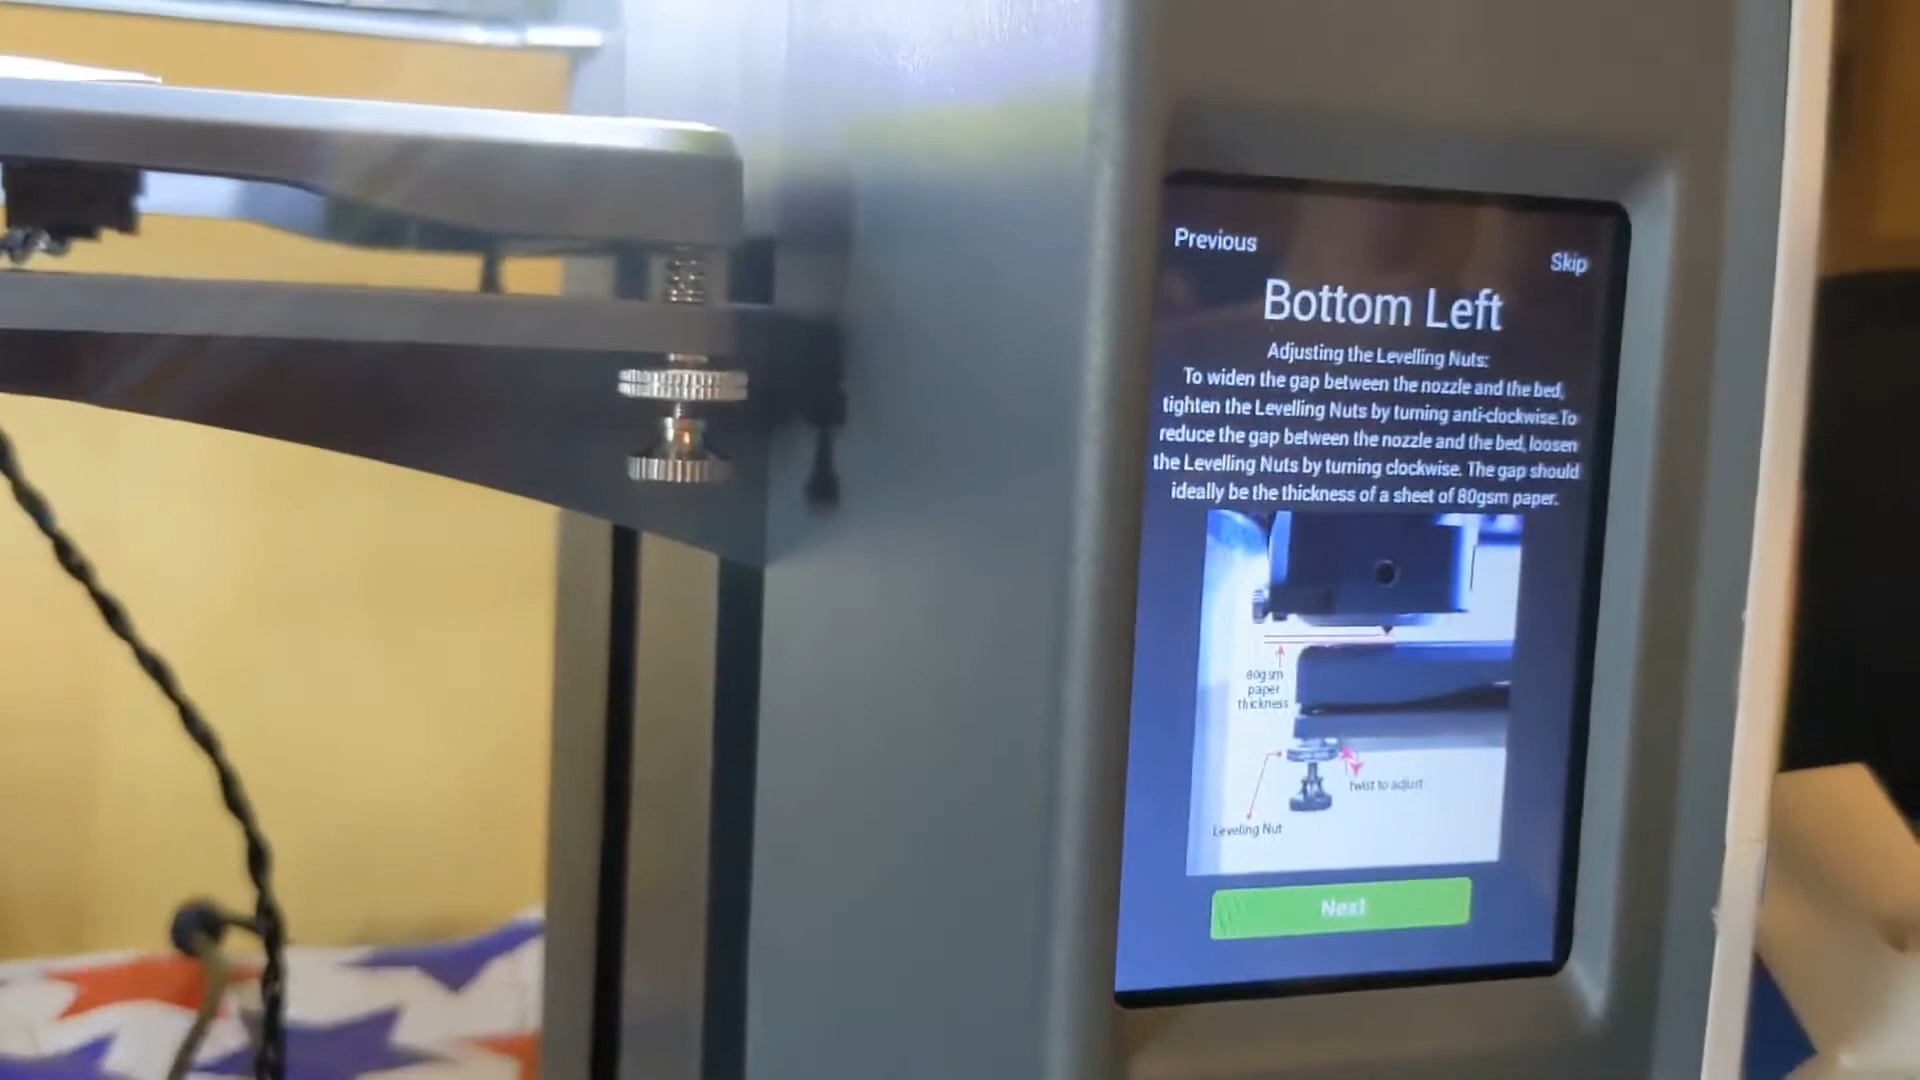 Previous
Skip
Bottom Left
Adjusting the Levelling Nuts:
To widen the gap between the nozzle and the bed,
tighten the Levelling Nuts by turning anti-clockwise.To
reduce the gap between the nozzle and the bed, loosen
the Levelling Nuts by turning clockwise. The gap should
ideally be the thickness of a sheet of 80gsm paper.
80gsm
paper
thickness
twist to adjust
Leveling Nut
Next